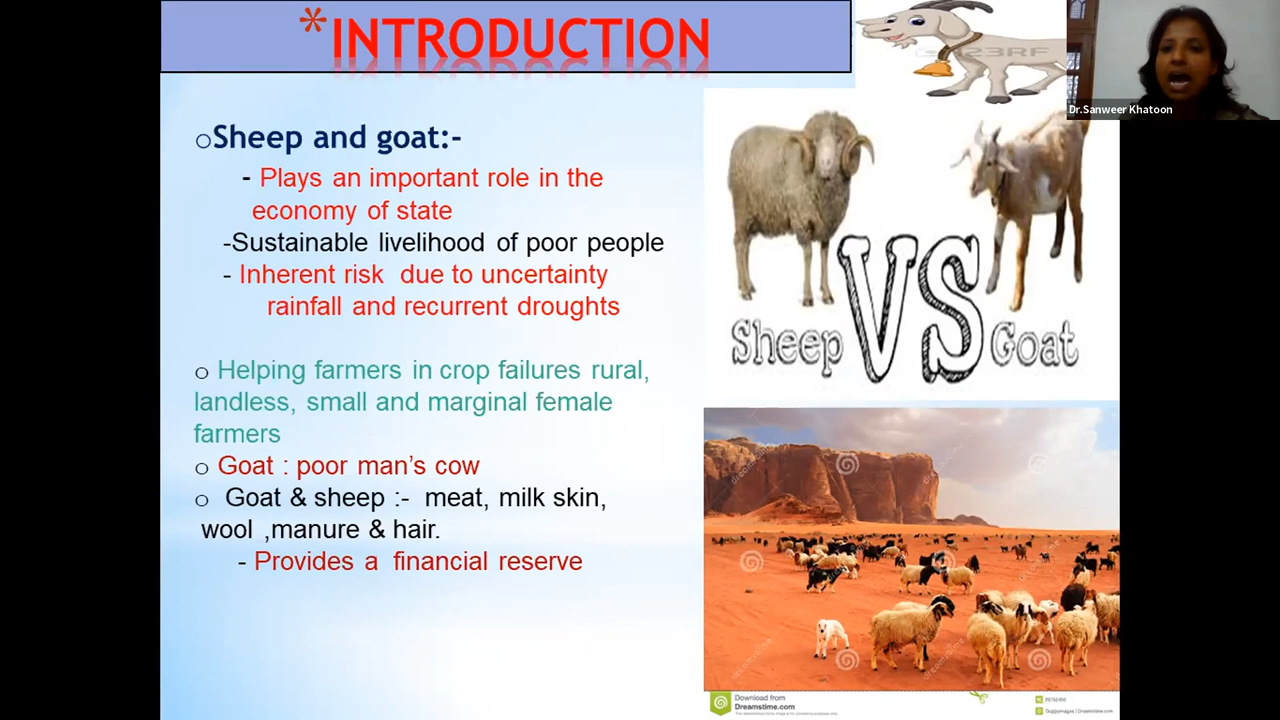 *INTRODUCTION
123RF
Dr.Sanweer Khatoon
oSheep and goat:-
- Plays an important role in the
economy of state
-Sustainable livelihood of poor people
- Inherent risk due to uncertainty
rainfall and recurrent droughts
o Helping farmers in crop failures rural,
landless, small and marginal female
farmers
o Goat : poor man’s cow
o Goat & sheep :- meat, milk skin,
wool ,manure & hair.
- Provides a financial reserve
Sheep VS Goat
Download from
Dreamstime.com